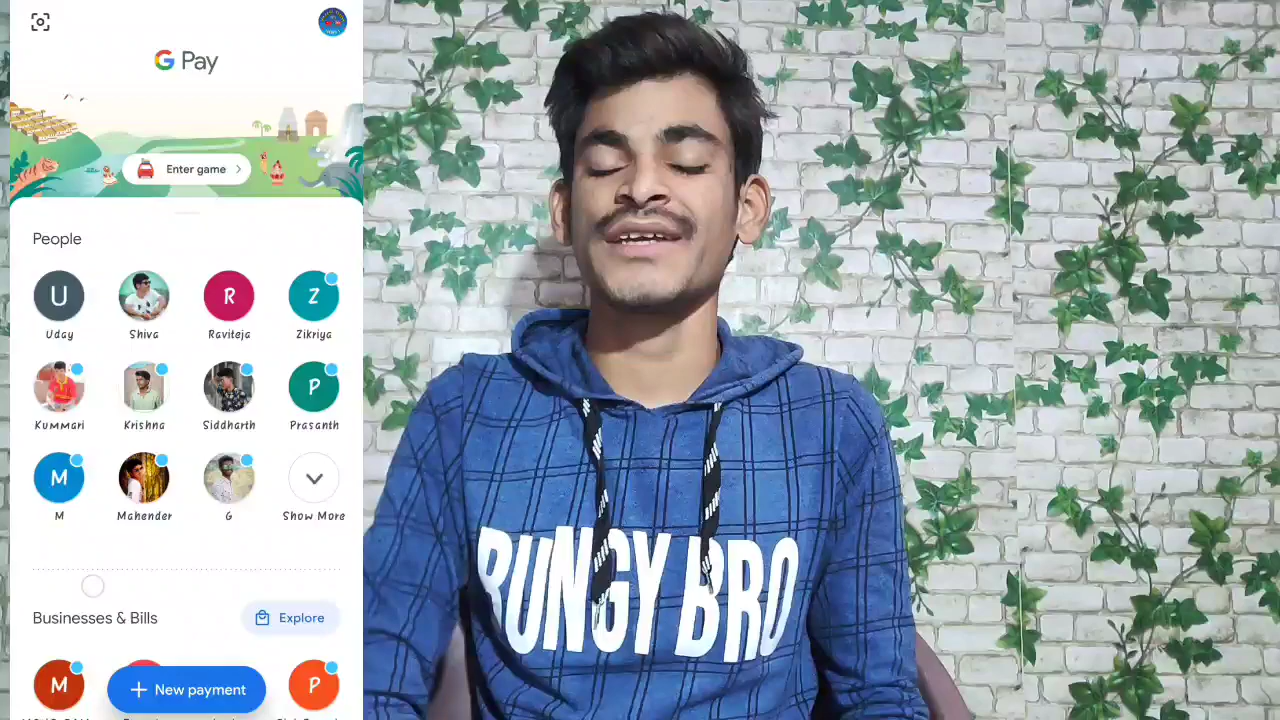 G Pay
Enter game
People
U
R
Z
Uday
Shiva
Raviteja
Zikriya
P
Kummari
Krishna
Siddharth
Prasanth
M
M
Mahender
G
Show More
Businesses & Bills
Explore
M
+ New payment
P
BUNGY BRO